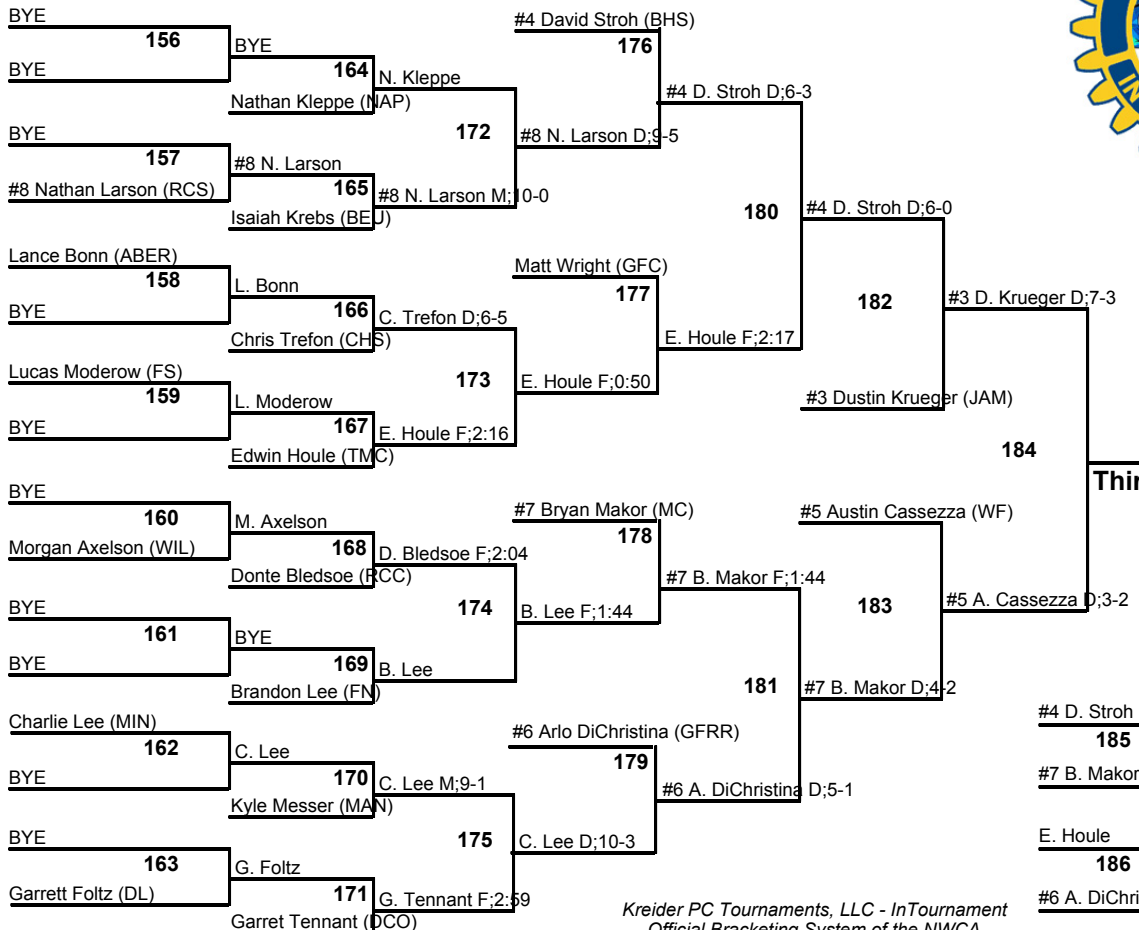 BYE
156
BYE
BYE
164
Nathan Kleppe (NAP)
N. Kleppe
BYE
157
#8 Nathan Larson (RCS)
#8 N. Larson
165
Isaiah Krebs (BEU)
#8 N. Larson M;10-0
172
#8 N. Larson D;9-5
#4 David Stroh (BHS)
176
#4 D. Stroh D;6-3
Lance Bonn (ABER)
158
BYE
L. Bonn
166
Chris Trefon (CHS)
C. Trefon D;6-5
Lucas Moderow (FS)
159
BYE
L. Moderow
167
Edwin Houle (TMC)
E. Houle F;2:16
173
E. Houle F;0:50
Matt Wright (GFC)
177
E. Houle F;2:17
180
#4 D. Stroh D;6-0
182
#3 Dustin Krueger (JAM)
#3 D. Krueger D;7-3
184
BYE
160
Morgan Axelson (WIL)
M. Axelson
168
Donte Bledsoe (RCC)
D. Bledsoe F;2:04
BYE
161
BYE
BYE
169
Brandon Lee (FN)
B. Lee
174
B. Lee F;1:44
#7 Bryan Makor (MC)
178
#7 B. Makor F;1:44
Charlie Lee (MIN)
162
BYE
C. Lee
170
Kyle Messer (MAN)
C. Lee M;9-1
BYE
163
Garrett Foltz (DL)
G. Foltz
171
Garret Tennant (DCO)
G. Tennant F;2:59
175
C. Lee D;10-3
#6 Arlo DiChristina (GFRR)
179
#6 A. DiChristina D;5-1
181
#7 B. Makor D;4-2
#5 Austin Cassezza (WF)
183
#5 A. Cassezza D;3-2
Thir
#4 D. Stroh
185
#7 B. Makor
E. Houle
186
#6 A. DiChri
Kreider PC Tournaments, LLC - InTournament
Official Bracketing System of the NWCA